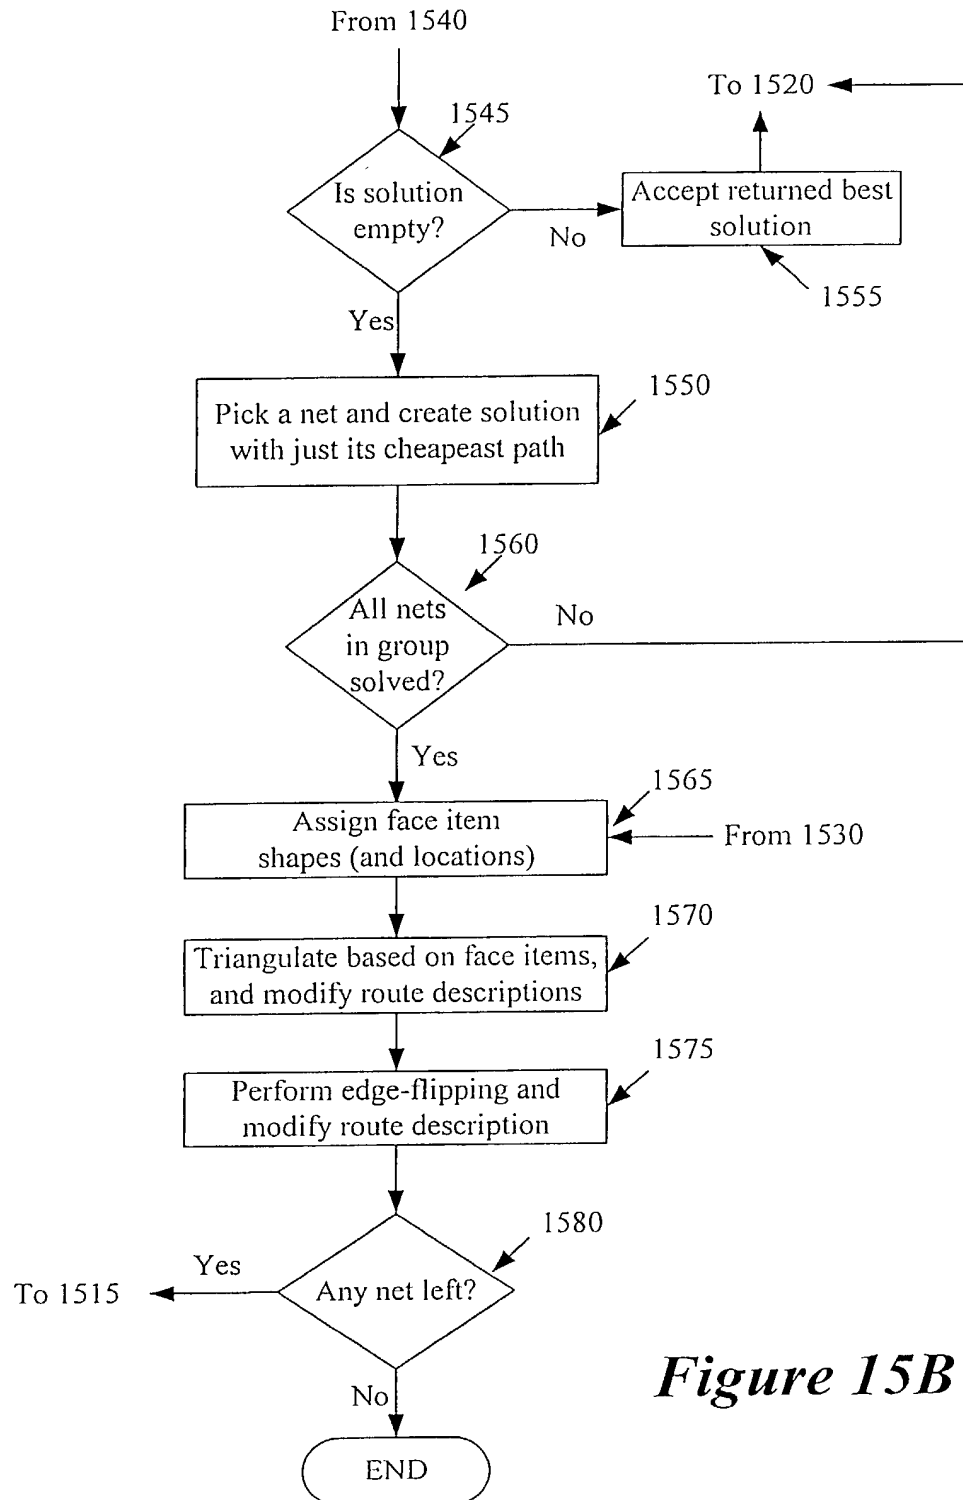 From 1540
To 1520
1545
Is solution
empty?
No
Accept returned best
solution
1555
Yes
1550
Pick a net and create solution
with just its cheapeast path
1560
All nets
in group
solved?
No
Yes
1565
Assign face item
shapes (and locations)
From 1530
1570
Triangulate based on face items,
and modify route descriptions
1575
Perform edge-flipping and
modify route description
1580
Yes
To 1515
Any net left?
Figure 15B
No
END